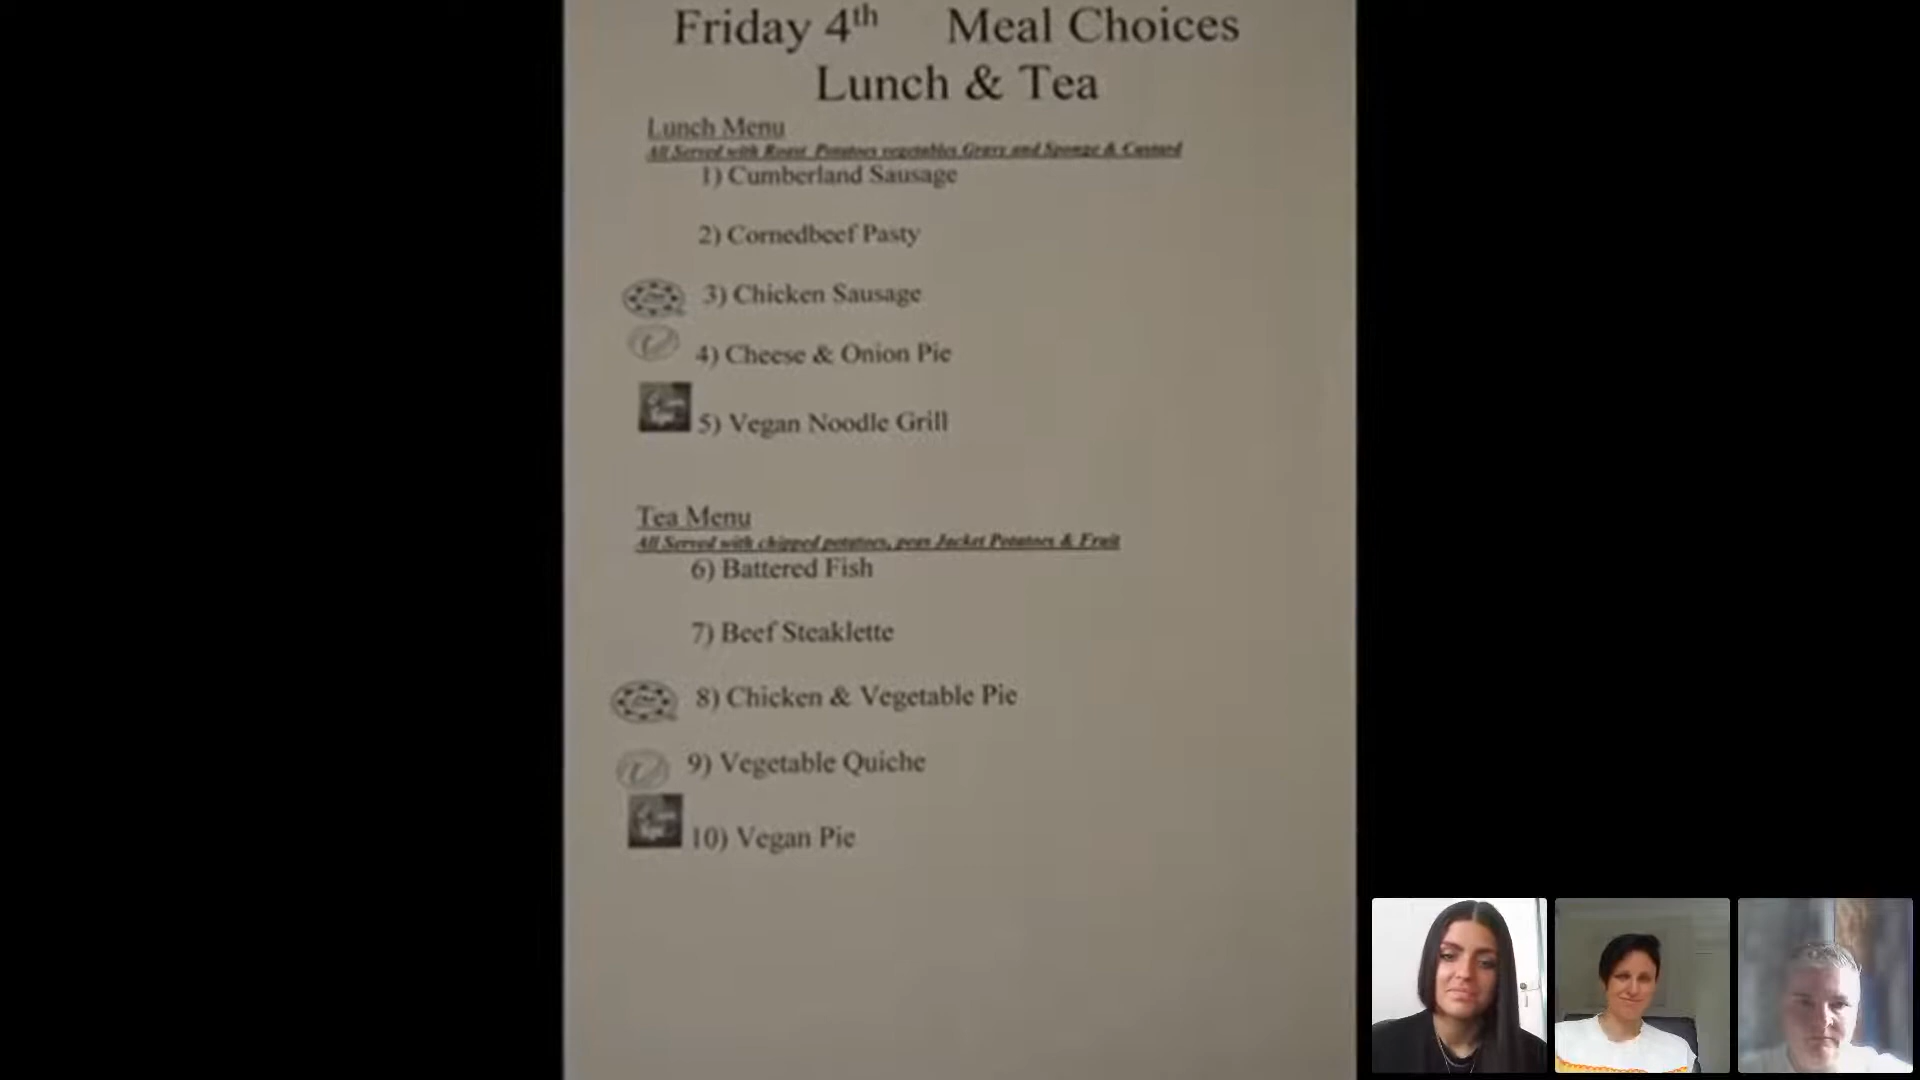 Friday 4th Meal Choices
Lunch & Tea
Lunch Menu
All Served with Roast Potatoes vegetables Gravy and Sponge & Custard
1) Cumberland Sausage
2) Cornedbeef Pasty
3) Chicken Sausage
4) Cheese & Onion Pie
5) Vegan Noodle Grill
Tea Menu
All Served with chipped potatoes, peas Jacket Potatoes & Fruit
6) Battered Fish
7) Beef Steaklette
8) Chicken & Vegetable Pie
9) Vegetable Quiche
10) Vegan Pie